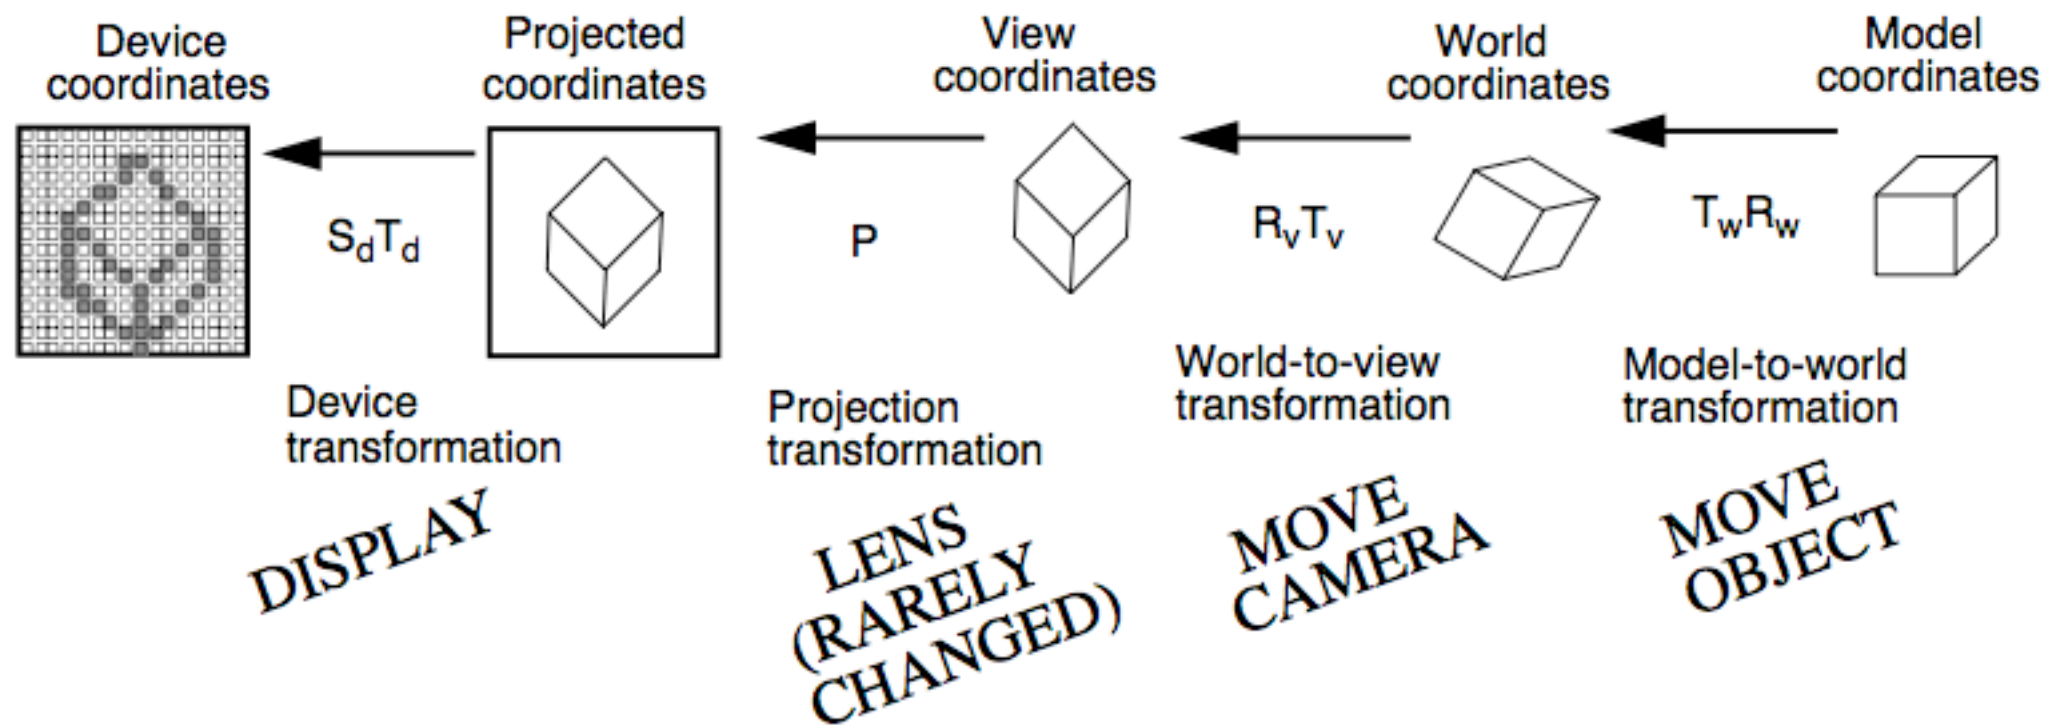 Device
coordinates
Projected
coordinates
View
coordinates
World
coordinates
Model
coordinates
SdTd
P
RvTv
TwRw
Device
transformation
Projection
transformation
World-to-view
transformation
Model-to-world
transformation
DISPLAY
LENS
(RARELY
CHANGED)
MOVE
CAMERA
MOVE
OBJECT